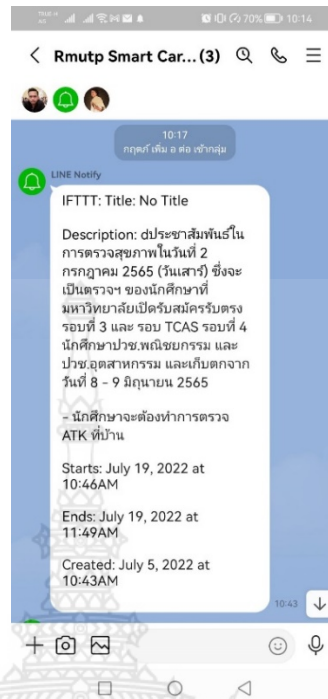 70% 10:14
Rmutp Smart Car... (3)
10:17
กฤตภ์ เพิ่ม อ ต่อ เข้ากลุ่ม
LINE Notify
IFTTT: Title: No Title
Description: dประชาสัมพันธ์ใน
การตรวจสุขภาพในวันที่ 2
กรกฎาคม 2565 (วันเสาร์) ซึ่งจะ
เป็นตรวจฯ ของนักศึกษาที่
มหาวิทยาลัยเปิดรับสมัครรับตรง
รอบที่ 3 และ รอบ TCAS รอบที่ 4
นักศึกษาปวช.พณิชยกรรม และ
ปวช.อุตสาหกรรม และเก็บตกจาก
วันที่ 8 - 9 มิถุนายน 2565
- นักศึกษาจะต้องทำการตรวจ
ATK ที่บ้าน
Starts: July 19, 2022 at
10:46AM
Ends: July 19, 2022 at
11:49AM
Created: July 5, 2022 at
10:43AM
10:43